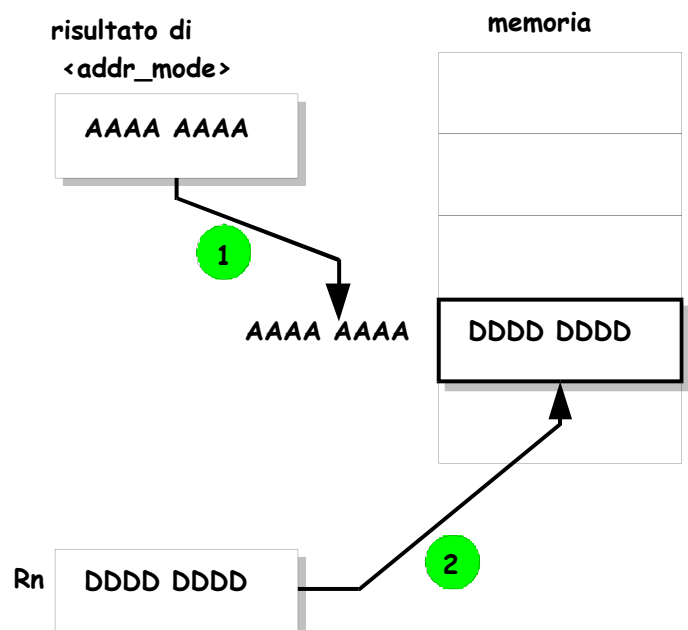 risultato di
<addr_mode>
AAAA AAAA
memoria
1
AAAA AAAA
DDDD DDDD
2
Rn
DDDD DDDD